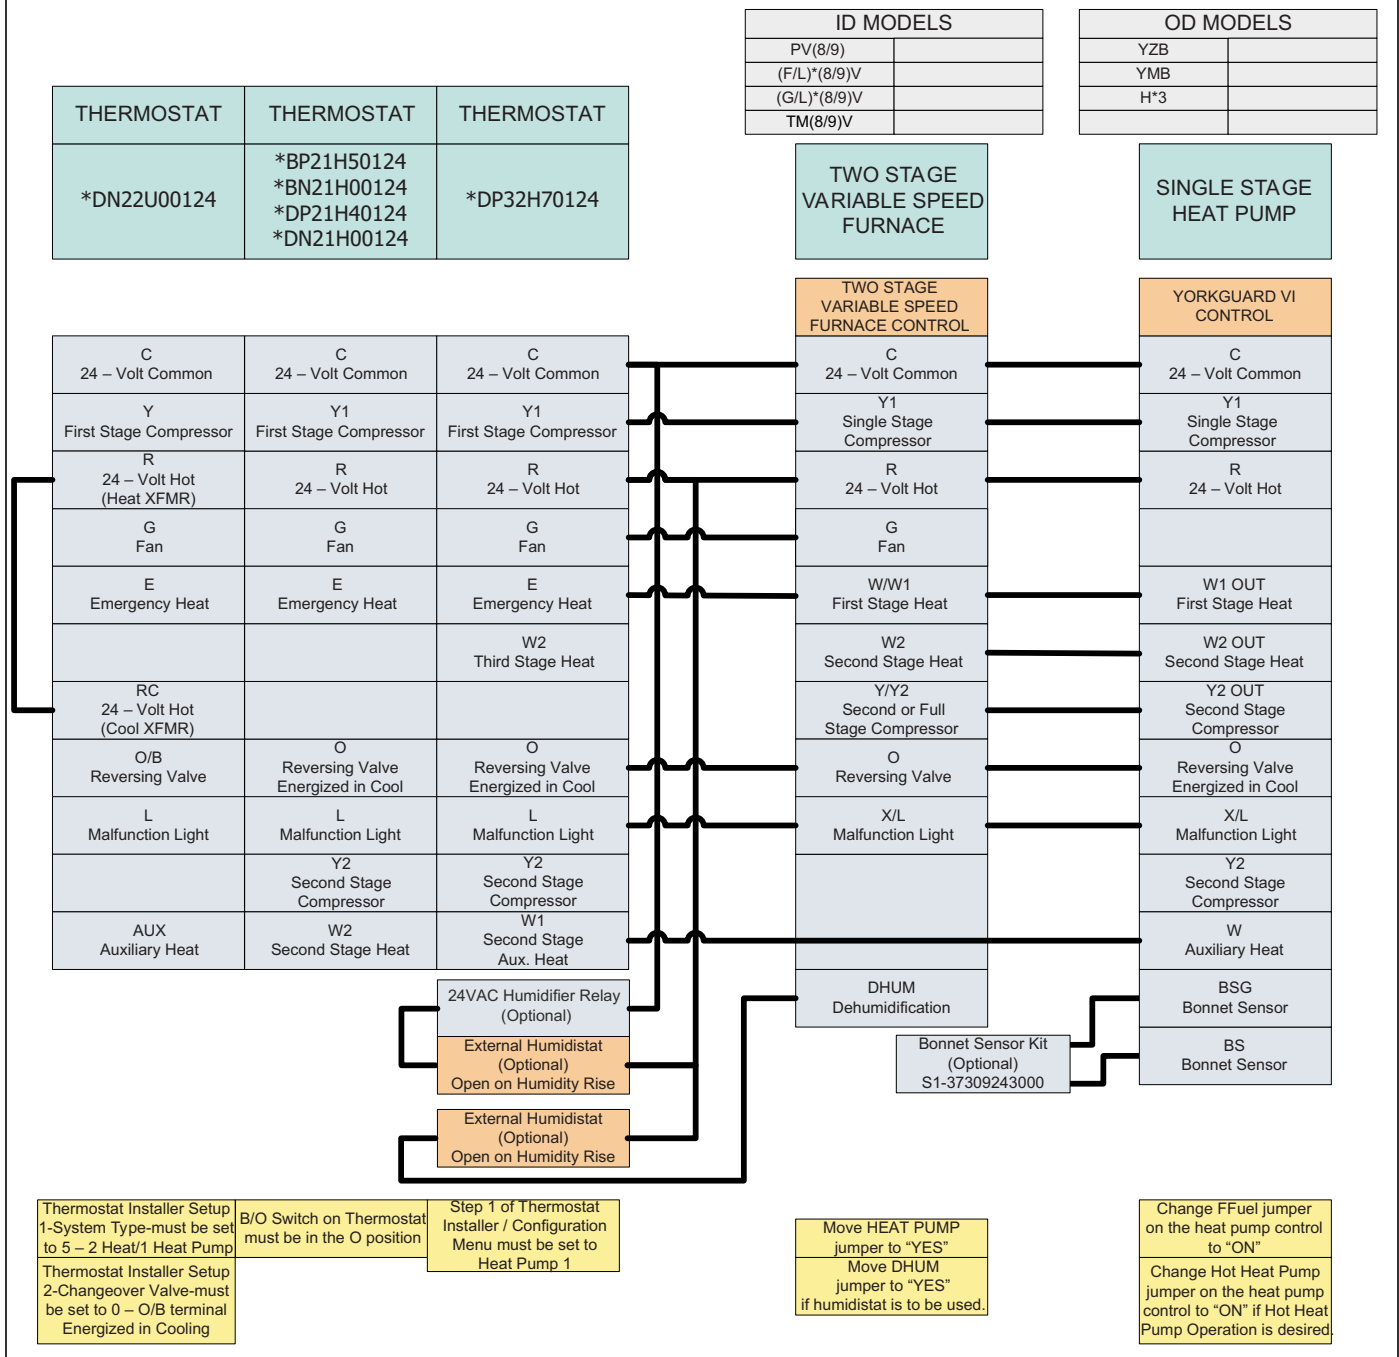 ID MODELS
PV(8/9)
(F/L)*(8/9)V
(G/L)*(8/9)V
TM(8/9)V
OD MODELS
YZB
YMB
H*3
THERMOSTAT
THERMOSTAT
THERMOSTAT
*DN22U00124
*BP21H50124
*BN21H00124
*DP21H40124
*DN21H00124
*DP32H70124
TWO STAGE
VARIABLE SPEED
FURNACE
SINGLE STAGE
HEAT PUMP
TWO STAGE
VARIABLE SPEED
FURNACE CONTROL
YORKGUARD VI
CONTROL
C
24 – Volt Common
C
24 – Volt Common
C
24 – Volt Common
C
24 – Volt Common
C
24 – Volt Common
Y
First Stage Compressor
Y1
First Stage Compressor
Y1
First Stage Compressor
Y1
Single Stage
Compressor
Y1
Single Stage
Compressor
R
24 – Volt Hot
(Heat XFMR)
R
24 – Volt Hot
R
24 – Volt Hot
R
24 – Volt Hot
R
24 – Volt Hot
G
Fan
G
Fan
G
Fan
G
Fan
E
Emergency Heat
E
Emergency Heat
E
Emergency Heat
W/W1
First Stage Heat
W1 OUT
First Stage Heat
W2
Third Stage Heat
W2
Second Stage Heat
W2 OUT
Second Stage Heat
RC
24 – Volt Hot
(Cool XFMR)
Y/Y2
Second or Full
Stage Compressor
Y2 OUT
Second Stage
Compressor
O/B
Reversing Valve
O
Reversing Valve
Energized in Cool
O
Reversing Valve
Energized in Cool
O
Reversing Valve
O
Reversing Valve
Energized in Cool
L
Malfunction Light
L
Malfunction Light
L
Malfunction Light
X/L
Malfunction Light
X/L
Malfunction Light
Y2
Second Stage
Compressor
Y2
Second Stage
Compressor
Y2
Second Stage
Compressor
AUX
Auxiliary Heat
W2
Second Stage Heat
W1
Second Stage
Aux. Heat
W
Auxiliary Heat
24VAC Humidifier Relay
(Optional)
DHUM
Dehumidification
BSG
Bonnet Sensor
External Humidistat
(Optional)
Open on Humidity Rise
Bonnet Sensor Kit
(Optional)
S1-37309243000
BS
Bonnet Sensor
External Humidistat
(Optional)
Open on Humidity Rise
Thermostat Installer Setup
1-System Type-must be set
to 5 – 2 Heat/1 Heat Pump
B/O Switch on Thermostat
must be in the O position
Step 1 of Thermostat
Installer / Configuration
Menu must be set to
Heat Pump 1
Thermostat Installer Setup
2-Changeover Valve-must
be set to 0 – O/B terminal
Energized in Cooling
Move HEAT PUMP
jumper to “YES”
Move DHUM
jumper to “YES”
if humidistat is to be used.
Change FFuel jumper
on the heat pump control
to “ON”
Change Hot Heat Pump
jumper on the heat pump
control to “ON” if Hot Heat
Pump Operation is desired.